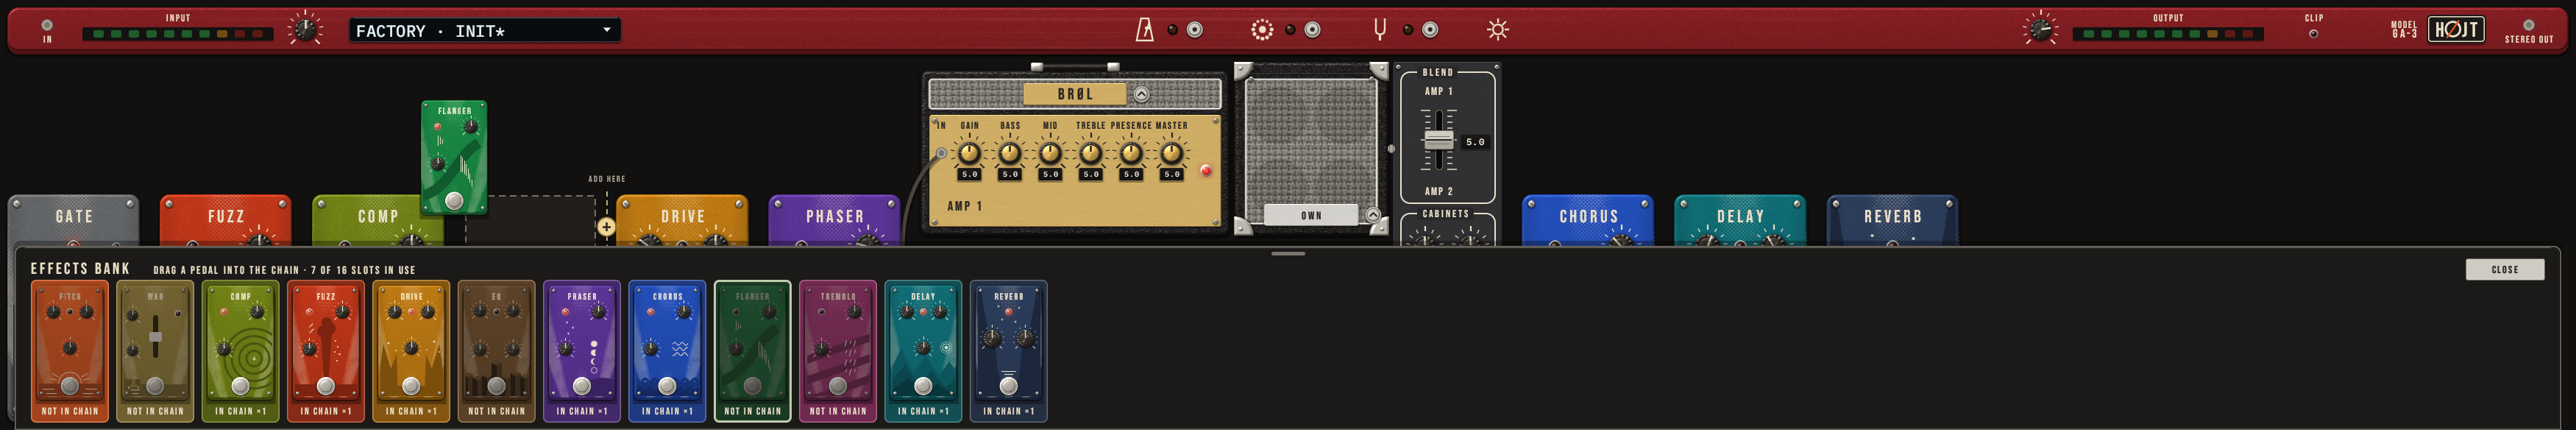 INPUT
IN
FACTORY · INIT*
OUTPUT
CLIP
MODEL
GA-3
HØJT
STEREO OUT
FLANGER
BRØL
IN GAIN BASS MID TREBLE PRESENCE MASTER
5.0 5.0 5.0 5.0 5.0 5.0
AMP 1
OWN
BLEND
AMP 1
5.0
AMP 2
CABINETS
ADD HERE
GATE
FUZZ
COMP
DRIVE
PHASER
CHORUS
DELAY
REVERB
EFFECTS BANK
DRAG A PEDAL INTO THE CHAIN · 7 OF 16 SLOTS IN USE
CLOSE
PITCH
WAH
COMP
FUZZ
DRIVE
EQ
PHASER
CHORUS
FLANGER
TREMOLO
DELAY
REVERB
NOT IN CHAIN
NOT IN CHAIN
IN CHAIN ×1
IN CHAIN ×1
IN CHAIN ×1
NOT IN CHAIN
IN CHAIN ×1
IN CHAIN ×1
NOT IN CHAIN
NOT IN CHAIN
IN CHAIN ×1
IN CHAIN ×1